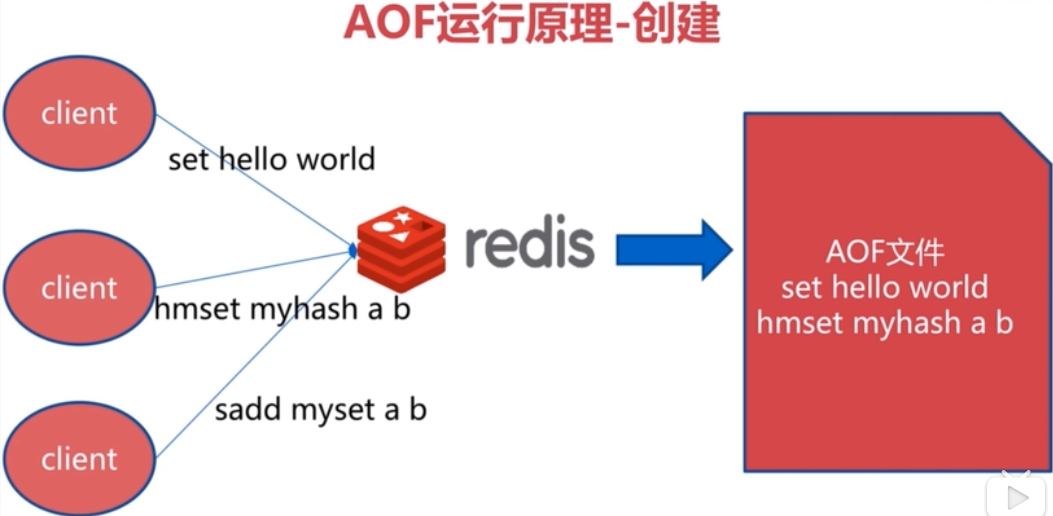 AOF运行原理-创建
client
set hello world
redis
client
hmset myhash a b
client
sadd myset a b
AOF文件
set hello world
hmset myhash a b